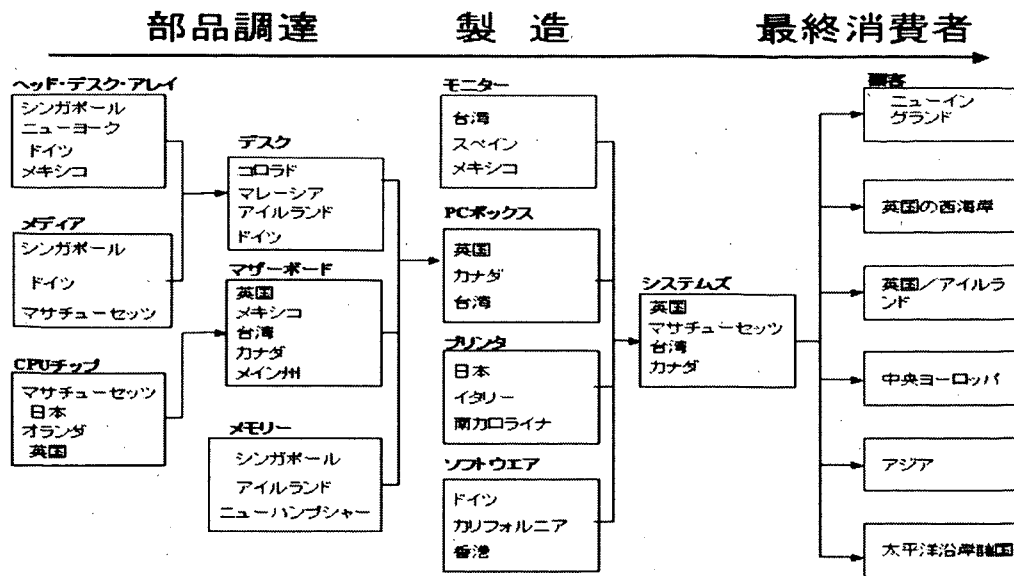 部品調達
製造
最終消費者
ヘッド・デスク・アレイ
シンガポール
ニューヨーク
ドイツ
メキシコ
メディア
シンガポール
ドイツ
マサチューセッツ
CPUチップ
マサチューセッツ
日本
オランダ
英国
デスク
コロラド
マレーシア
アイルランド
ドイツ
マザーボード
英国
メキシコ
台湾
カナダ
メイン州
メモリー
シンガポール
アイルランド
ニューハンプシャー
モニター
台湾
スペイン
メキシコ
PCボックス
英国
カナダ
台湾
プリンタ
日本
イタリー
南カロライナ
ソフトウエア
ドイツ
カリフォルニア
香港
システムズ
英国
マサチューセッツ
台湾
カナダ
顧客
ニューイン
グランド
英国の西海岸
英国/アイルラ
ンド
中央ヨーロッパ
アジア
太平洋沿岸諸国